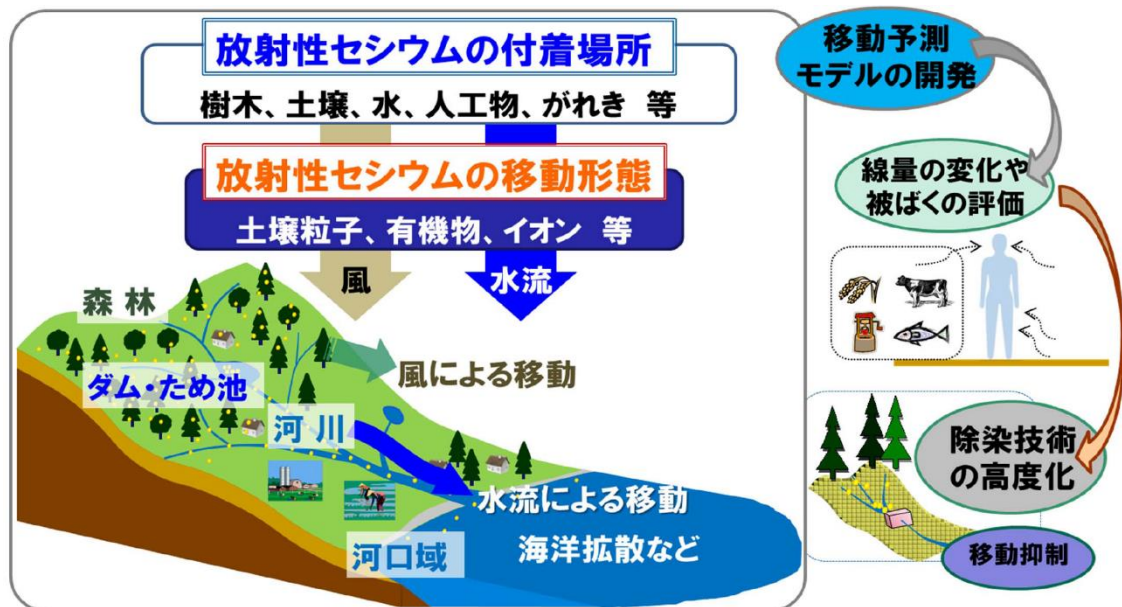 放射性セシウムの付着場所
樹木、土壌、水、人工物、がれき 等
放射性セシウムの移動形態
土壌粒子、有機物、イオン 等
風
水流
森林
ダム・ため池
風による移動
河川
水流による移動
海洋拡散など
河口域
移動予測
モデルの開発
線量の変化や
被ばくの評価
除染技術
の高度化
移動抑制